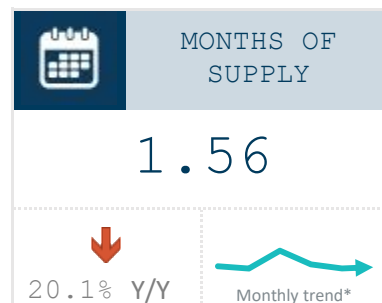 MONTHS OF
SUPPLY
1.56
20.1% Y/Y
Monthly trend*